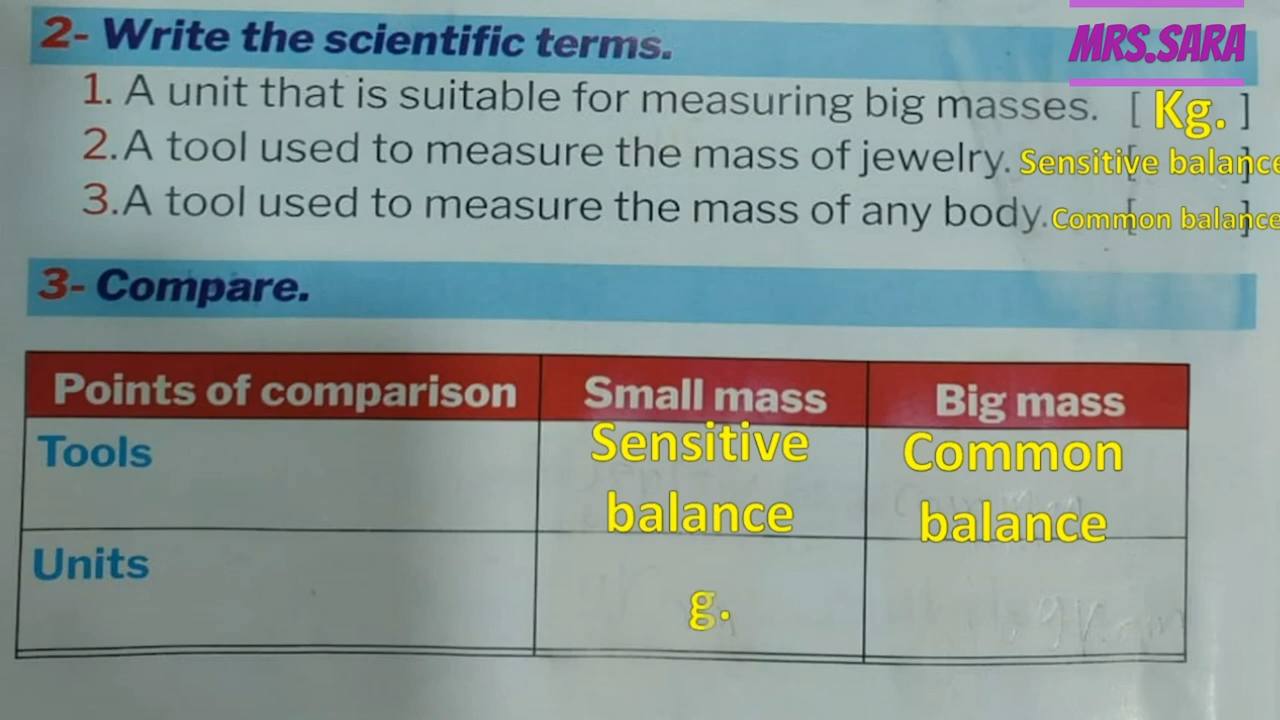 2- Write the scientific terms.
MRS.SARA
1. A unit that is suitable for measuring big masses. [ Kg. ]
2.A tool used to measure the mass of jewelry. [Sensitive balance]
3.A tool used to measure the mass of any body. [Common balance]
3- Compare.
Points of comparison Small mass Big mass
Tools Sensitive balance Common balance
Units g.